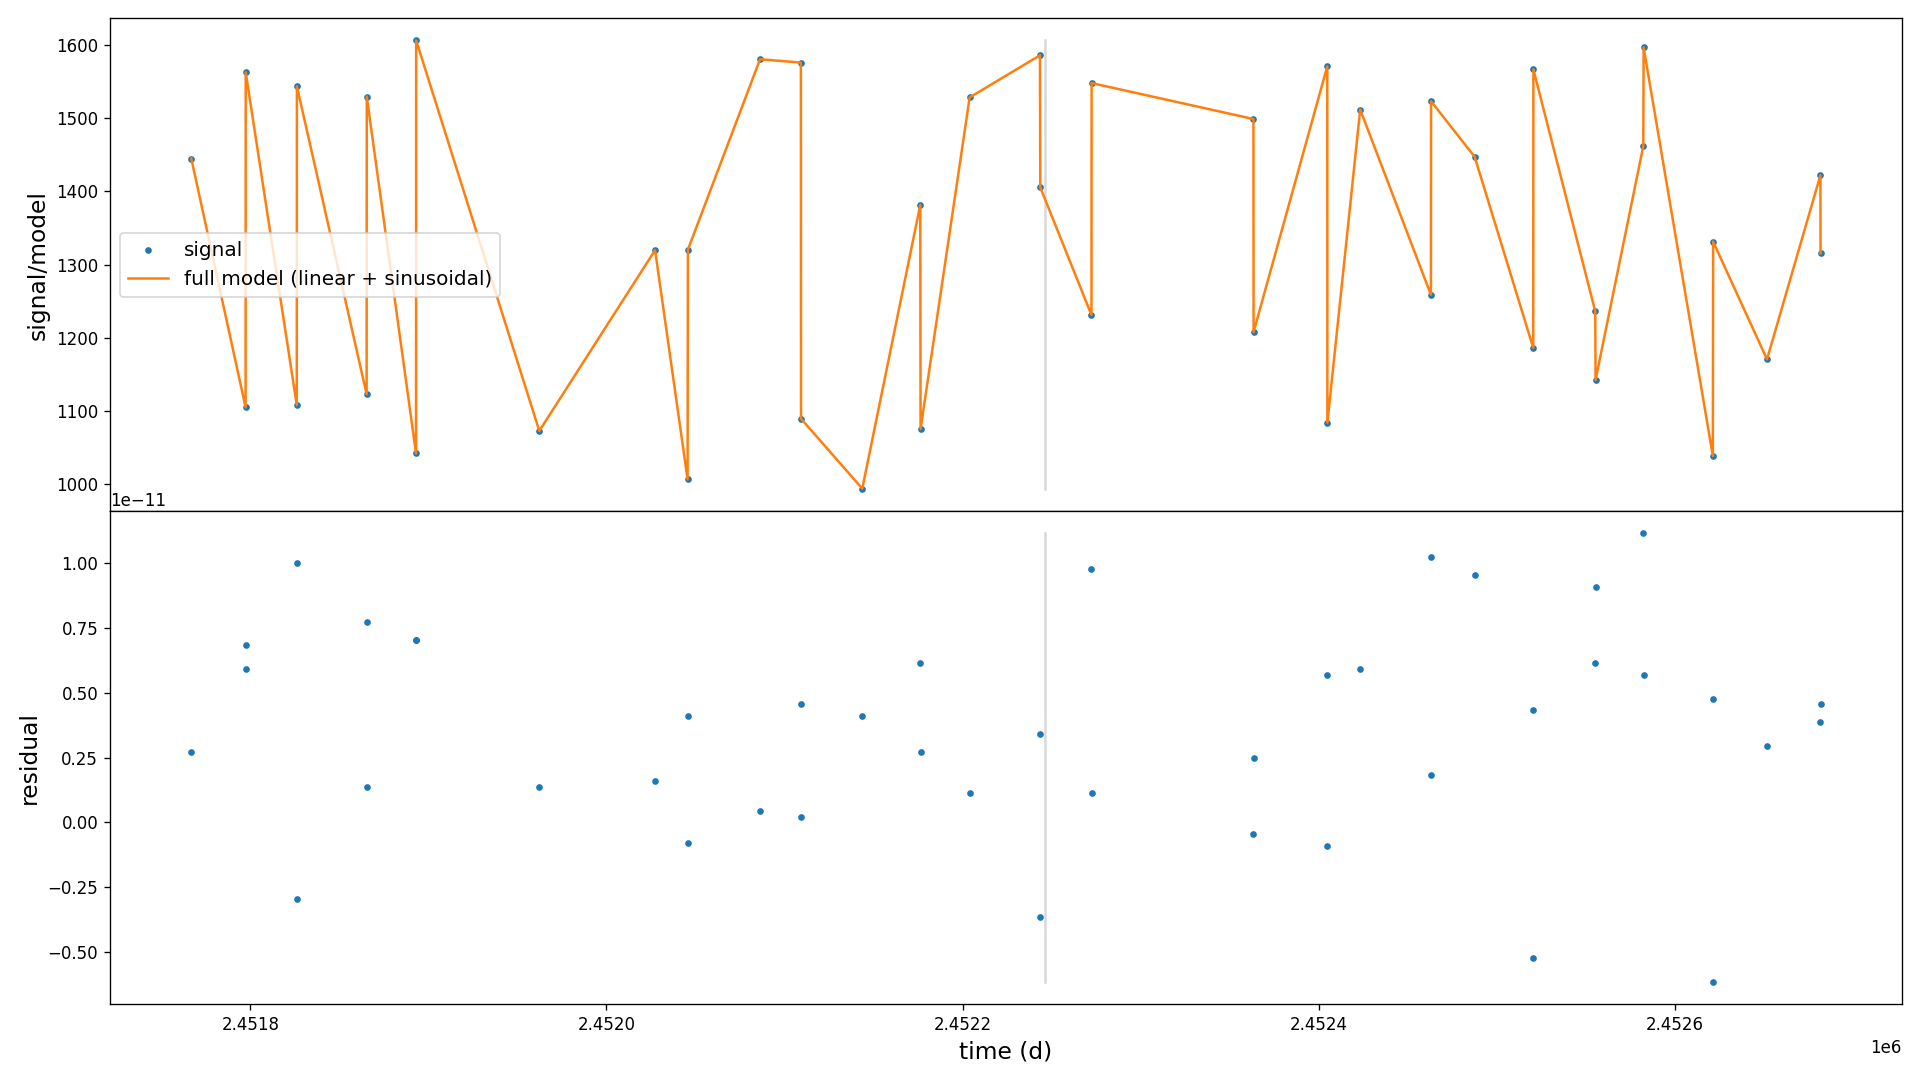 1600
1500
1400
1300
1200
1100
1000
signal/model
signal
full model (linear + sinusoidal)
1e−11
1.00
0.75
0.50
0.25
0.00
−0.25
−0.50
residual
2.4518
2.4520
2.4522
2.4524
2.4526
1e6
time (d)